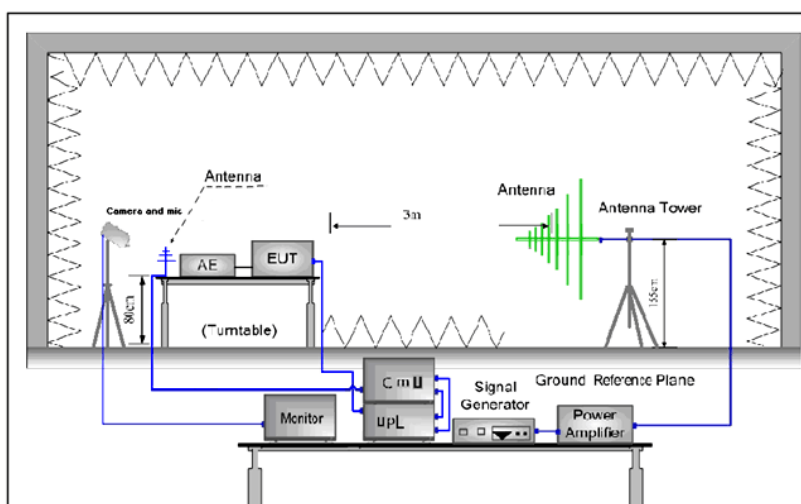 Antenna
Antenna
3m
Camera and mic
Antenna Tower
AE
EUT
80cm
155cm
(Turntable)
Cmu
Signal
Generator
Ground Reference Plane
Monitor
upL
Power
Amplifier